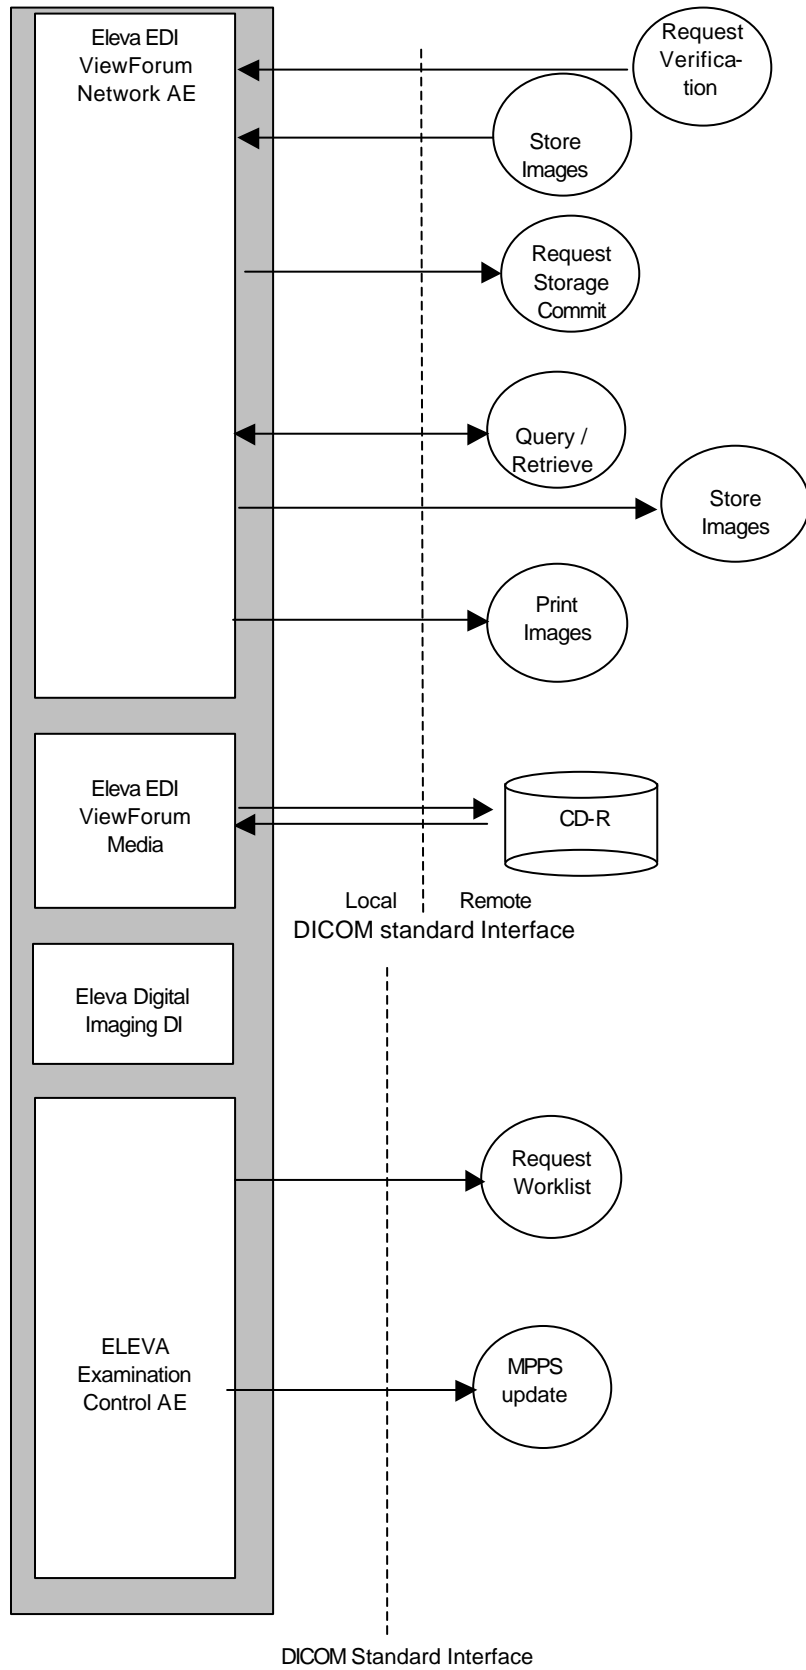 Eleva EDI
ViewForum
Network AE
Request
Verifica-
tion
Store
Images
Request
Storage
Commit
Query /
Retrieve
Store
Images
Print
Images
Eleva EDI
ViewForum
Media
CD-R
Local
Remote
DICOM standard Interface
Eleva Digital
Imaging DI
Request
Worklist
ELEVA
Examination
Control AE
MPPS
update
DICOM Standard Interface